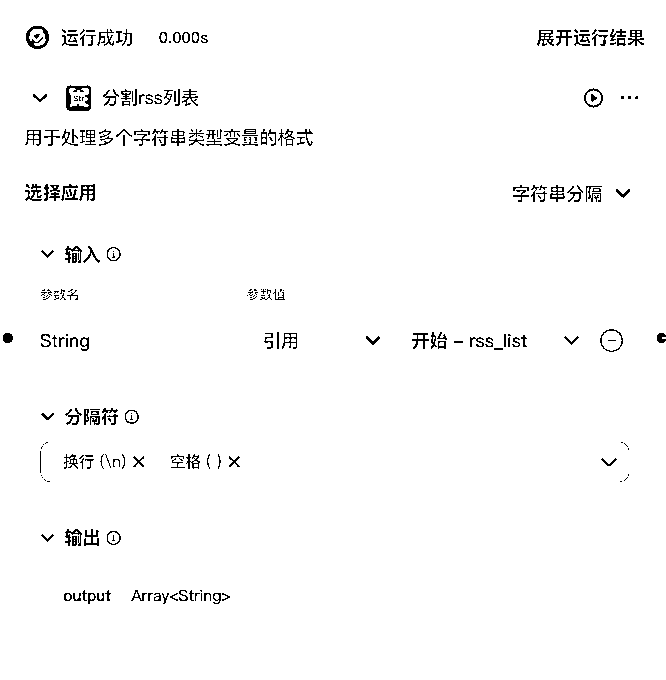 运行成功 0.000s 展开运行结果
Str 分割rss列表
用于处理多个字符串类型变量的格式
选择应用 字符串分隔
输入
参数名 参数值
String 引用 开始 – rss_list
分隔符
换行 (\n) 空格 ( )
输出
output Array<String>